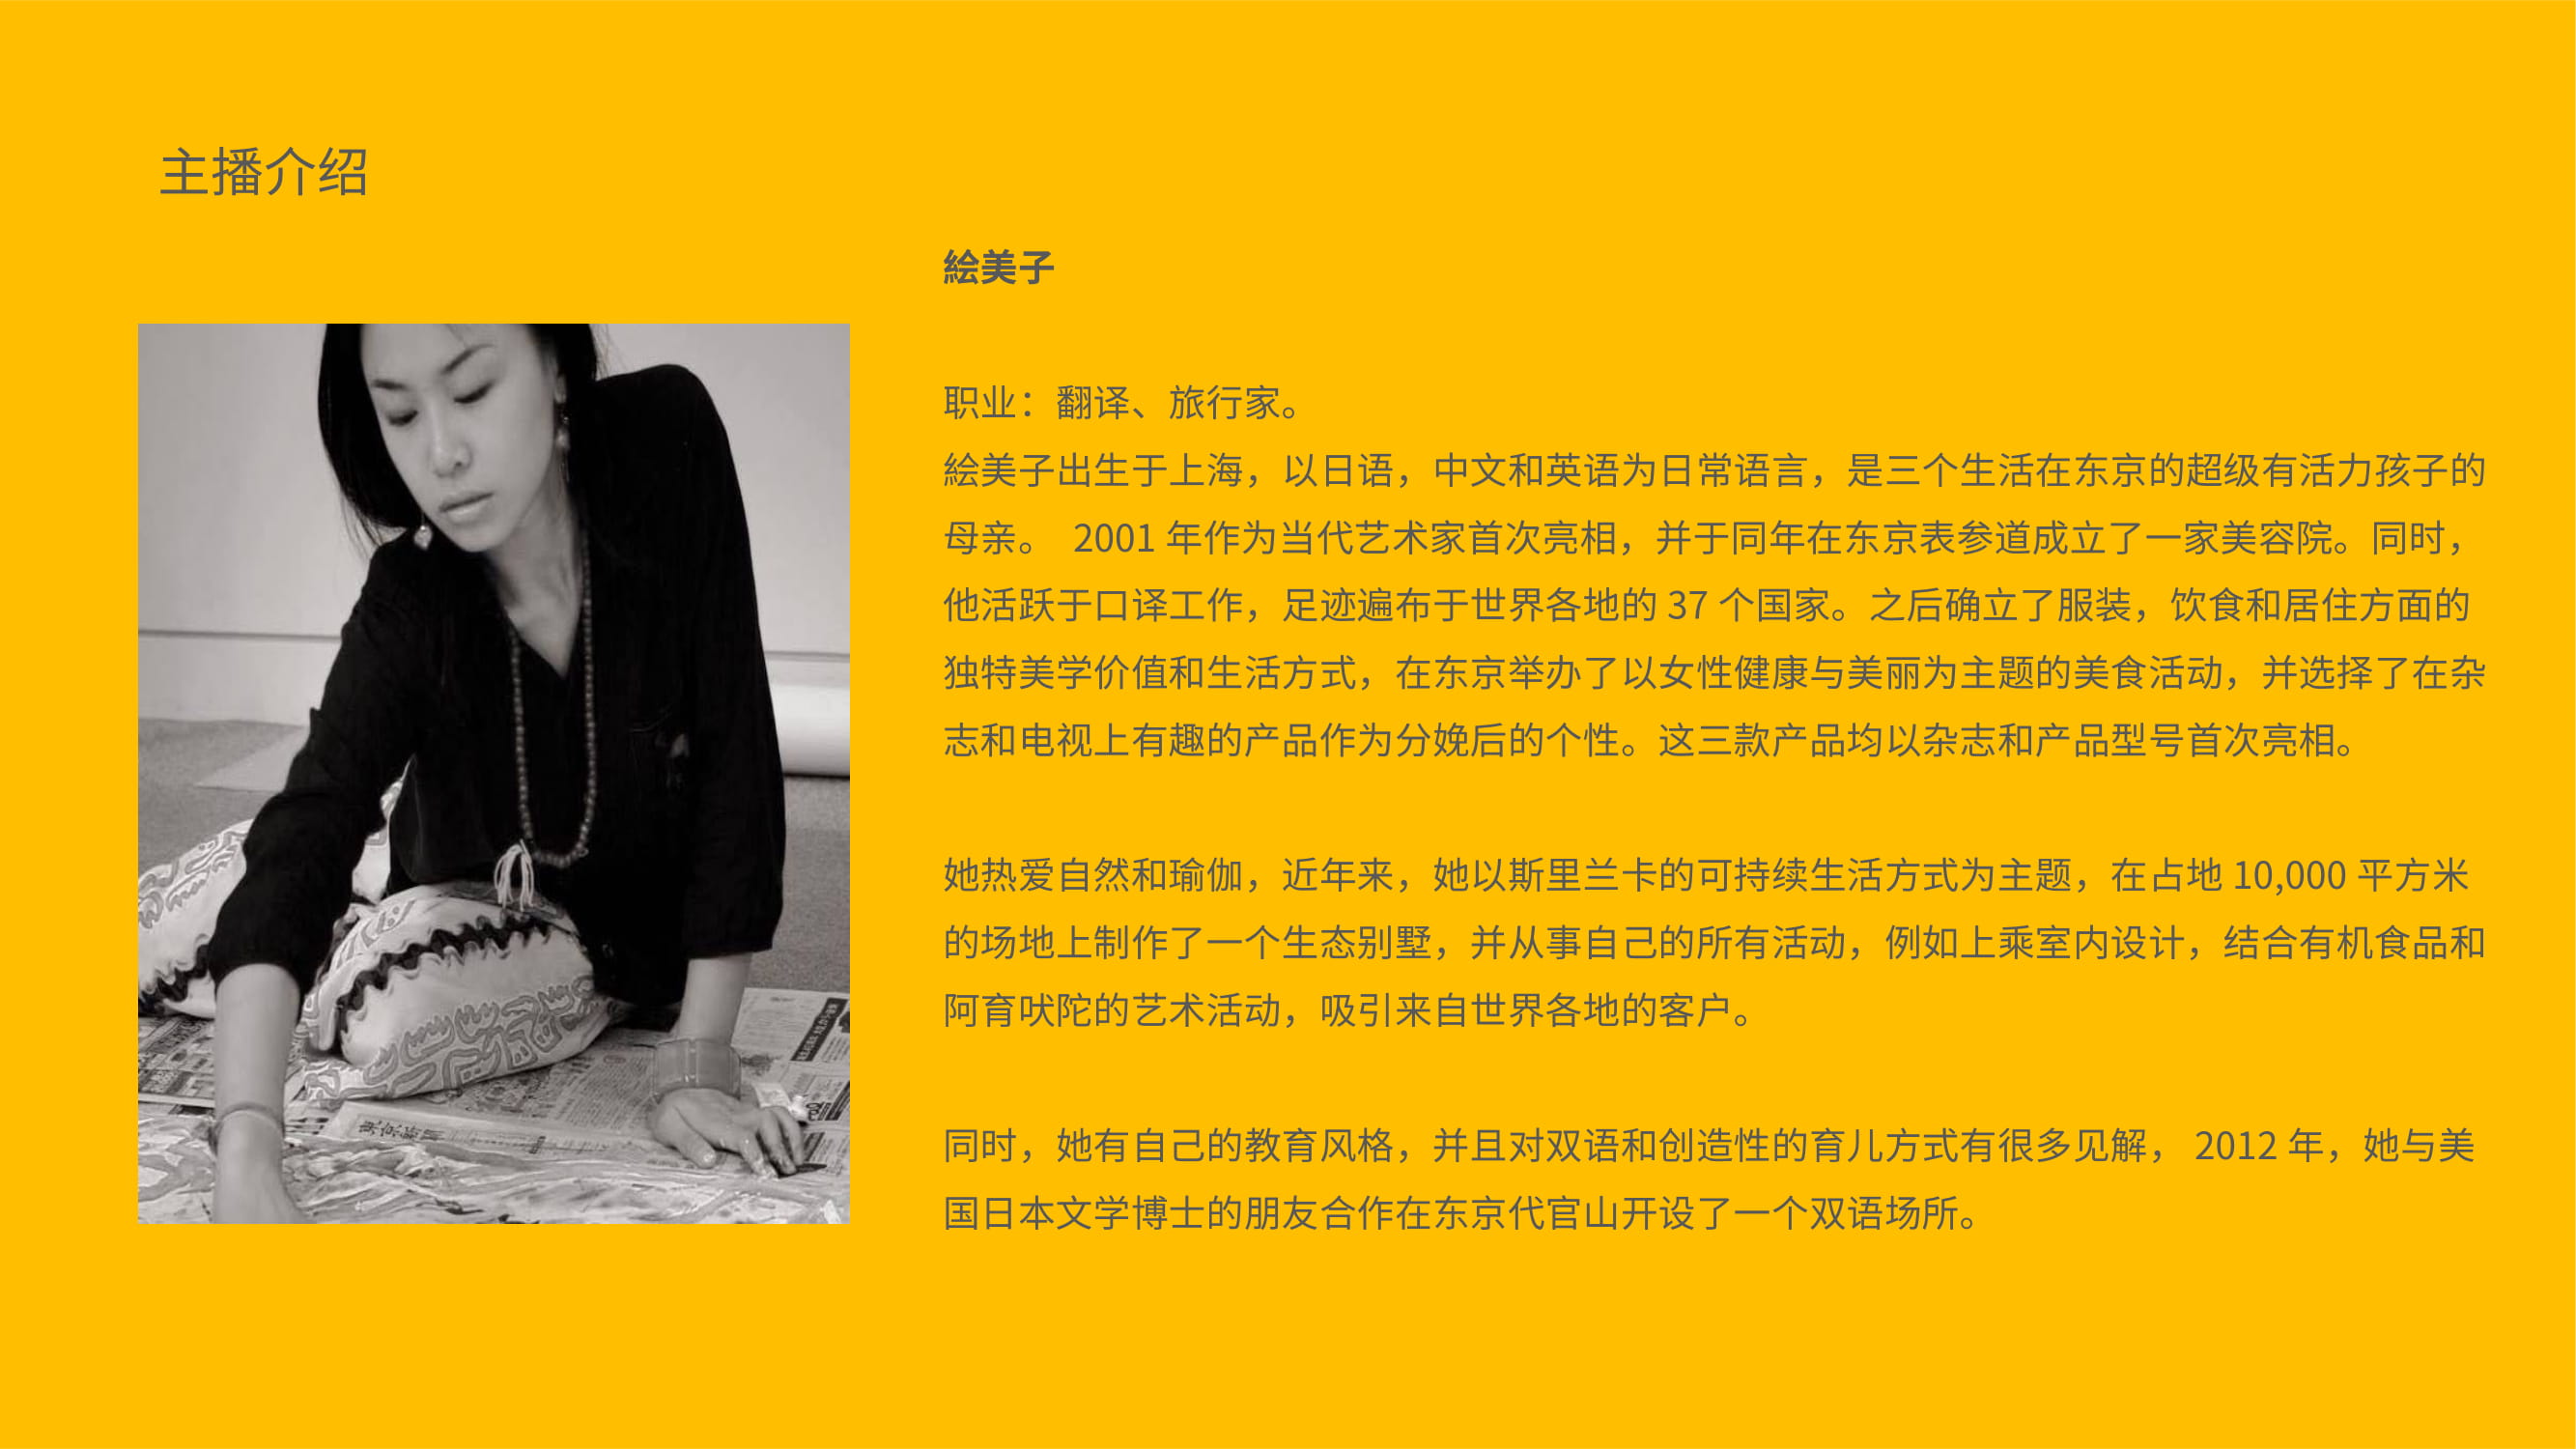 主播介绍
絵美子
职业：翻译、旅行家。
絵美子出生于上海，以日语，中文和英语为日常语言，是三个生活在东京的超级有活力孩子的
母亲。 2001 年作为当代艺术家首次亮相，并于同年在东京表参道成立了一家美容院。同时，
他活跃于口译工作，足迹遍布于世界各地的 37 个国家。之后确立了服装，饮食和居住方面的
独特美学价值和生活方式，在东京举办了以女性健康与美丽为主题的美食活动，并选择了在杂
志和电视上有趣的产品作为分娩后的个性。这三款产品均以杂志和产品型号首次亮相。
她热爱自然和瑜伽，近年来，她以斯里兰卡的可持续生活方式为主题，在占地 10,000 平方米
的场地上制作了一个生态别墅，并从事自己的所有活动，例如上乘室内设计，结合有机食品和
阿育吠陀的艺术活动，吸引来自世界各地的客户。
同时，她有自己的教育风格，并且对双语和创造性的育儿方式有很多见解， 2012 年，她与美
国日本文学博士的朋友合作在东京代官山开设了一个双语场所。